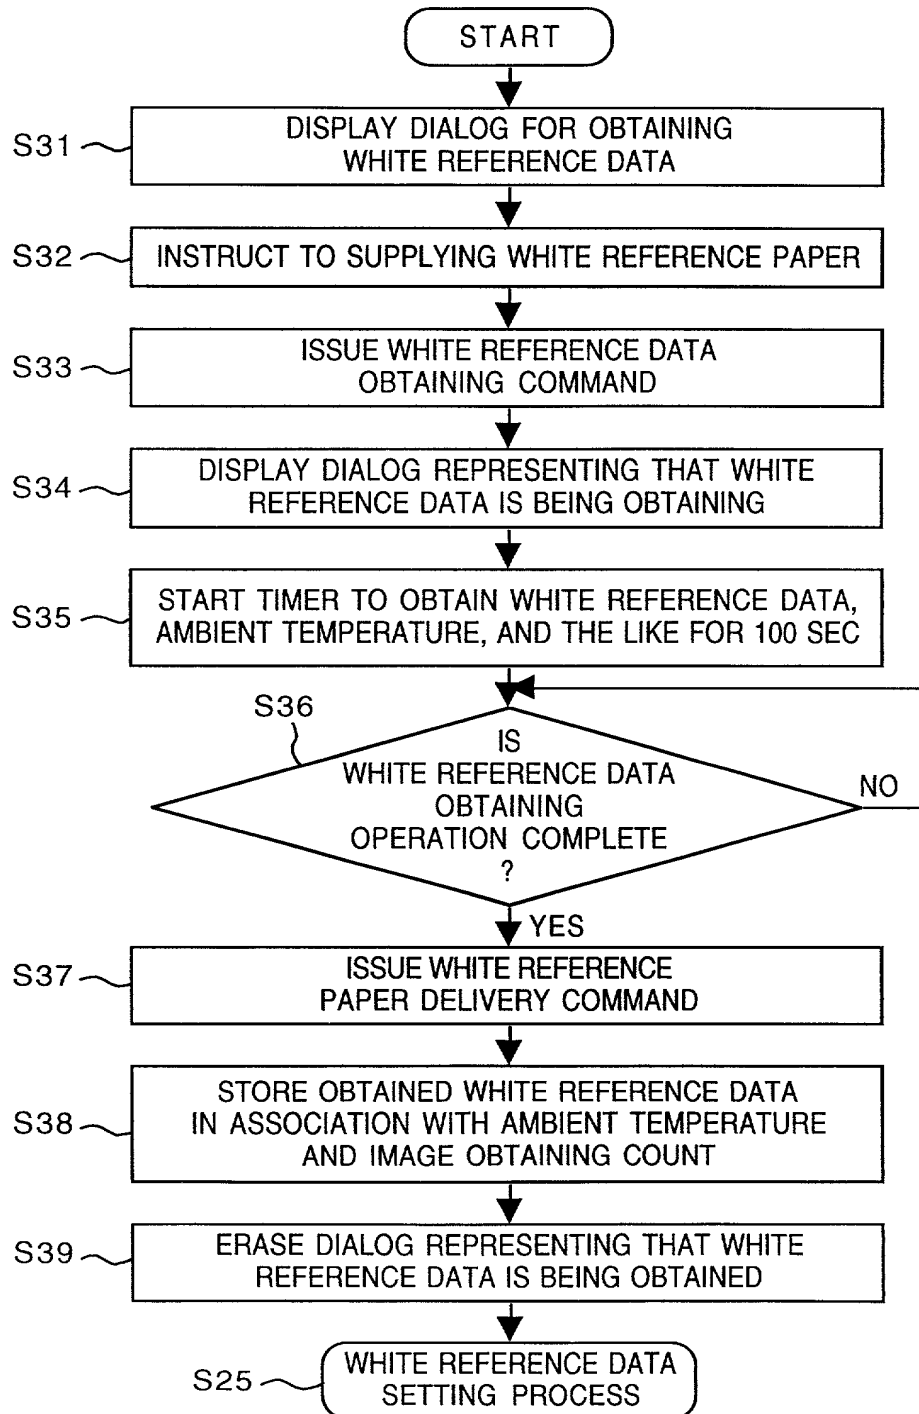 START
S31
DISPLAY DIALOG FOR OBTAINING
WHITE REFERENCE DATA
S32
INSTRUCT TO SUPPLYING WHITE REFERENCE PAPER
S33
ISSUE WHITE REFERENCE DATA
OBTAINING COMMAND
S34
DISPLAY DIALOG REPRESENTING THAT WHITE
REFERENCE DATA IS BEING OBTAINING
S35
START TIMER TO OBTAIN WHITE REFERENCE DATA,
AMBIENT TEMPERATURE, AND THE LIKE FOR 100 SEC
S36
IS
WHITE REFERENCE DATA
OBTAINING
OPERATION COMPLETE
?
NO
YES
S37
ISSUE WHITE REFERENCE
PAPER DELIVERY COMMAND
S38
STORE OBTAINED WHITE REFERENCE DATA
IN ASSOCIATION WITH AMBIENT TEMPERATURE
AND IMAGE OBTAINING COUNT
S39
ERASE DIALOG REPRESENTING THAT WHITE
REFERENCE DATA IS BEING OBTAINED
S25
WHITE REFERENCE DATA
SETTING PROCESS